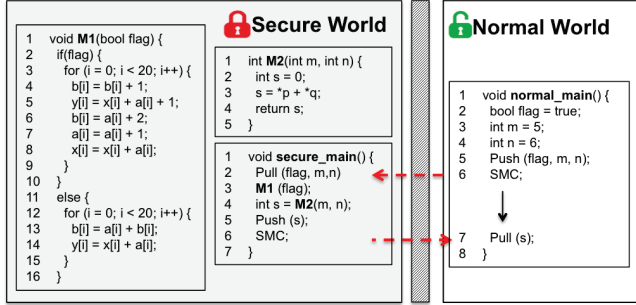 Secure World
Normal World
1 void M1(bool flag) {
2 if(flag) {
3 for (i = 0; i < 20; i++) {
4 b[i] = b[i] + 1;
5 y[i] = x[i] + a[i] + 1;
6 b[i] = a[i] + 2;
7 a[i] = a[i] + 1;
8 x[i] = x[i] + a[i];
9 }
10 }
11 else {
12 for (i = 0; i < 20; i++) {
13 b[i] = a[i] + b[i];
14 y[i] = x[i] + a[i];
15 }
16 }
1 int M2(int m, int n) {
2 int s = 0;
3 s = *p + *q;
4 return s;
5 }
1 void secure_main() {
2 Pull (flag, m,n)
3 M1 (flag);
4 int s = M2(m, n);
5 Push (s);
6 SMC;
7 }
1 void normal_main() {
2 bool flag = true;
3 int m = 5;
4 int n = 6;
5 Push (flag, m, n);
6 SMC;
7 Pull (s);
8 }